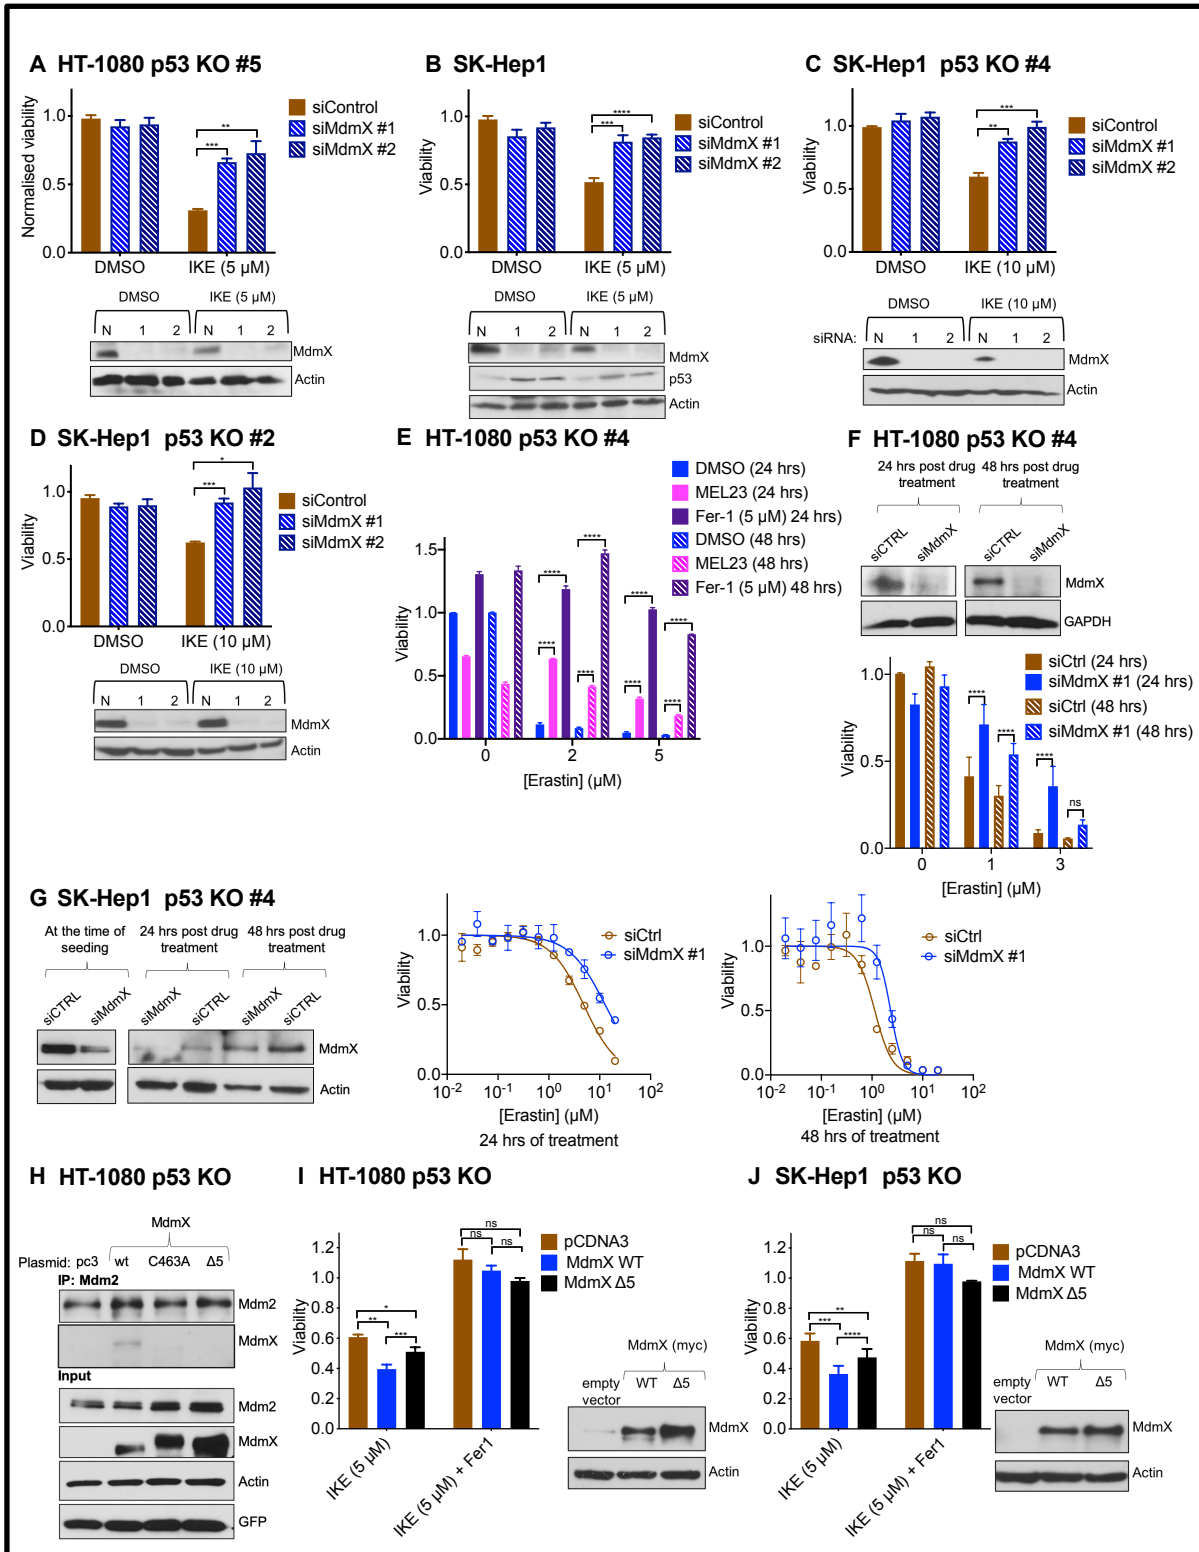 A HT-1080 p53 KO #5
Normalised viability
1.0
0.5
0.0
DMSO
IKE (5 µM)
**
***
siControl
siMdmX #1
siMdmX #2
DMSO
IKE (5 µM)
N 1 2 N 1 2
MdmX
Actin
B SK-Hep1
Viability
1.0
0.5
0.0
DMSO
IKE (5 µM)
****
***
siControl
siMdmX #1
siMdmX #2
DMSO
IKE (5 µM)
N 1 2 N 1 2
MdmX
p53
Actin
C SK-Hep1 p53 KO #4
Viability
1.0
0.5
0.0
DMSO
IKE (10 µM)
***
**
siControl
siMdmX #1
siMdmX #2
DMSO
IKE (10 µM)
siRNA: N 1 2 N 1 2
MdmX
Actin
D SK-Hep1 p53 KO #2
Viability
1.0
0.5
0.0
DMSO
IKE (10 µM)
*
***
siControl
siMdmX #1
siMdmX #2
DMSO
IKE (10 µM)
N 1 2 N 1 2
MdmX
Actin
E HT-1080 p53 KO #4
DMSO (24 hrs)
MEL23 (24 hrs)
Fer-1 (5 µM) 24 hrs)
DMSO (48 hrs)
MEL23 (48 hrs)
Fer-1 (5 µM) 48 hrs)
Viability
1.5
1.0
0.5
0.0
**** **** **** ****
**** **** **** ****
0 2 5
[Erastin] (µM)
F HT-1080 p53 KO #4
24 hrs post drug treatment
48 hrs post drug treatment
siCTRL siMdmX siCTRL siMdmX
MdmX
GAPDH
siCtrl (24 hrs)
siMdmX #1 (24 hrs)
siCtrl (48 hrs)
siMdmX #1 (48 hrs)
Viability
1.0
0.5
0.0
**** **** **** ns
0 1 3
[Erastin] (µM)
G SK-Hep1 p53 KO #4
At the time of seeding
24 hrs post drug treatment
48 hrs post drug treatment
siCTRL siMdmX siMdmX siCTRL siMdmX siCTRL
MdmX
Actin
Viability
1.0
0.5
0.0
siCtrl
siMdmX #1
10-2 10-1 100 101 102
[Erastin] (µM)
24 hrs of treatment
Viability
1.0
0.5
0.0
siCtrl
siMdmX #1
10-2 10-1 100 101 102
[Erastin] (µM)
48 hrs of treatment
H HT-1080 p53 KO
MdmX
Plasmid: pc3 wt C463A Δ5
IP: Mdm2
Mdm2
MdmX
Input
Mdm2
MdmX
Actin
GFP
I HT-1080 p53 KO
Viability
1.2
1.0
0.8
0.6
0.4
0.2
0.0
*
** ***
ns
ns ns
IKE (5 µM)
IKE (5 µM) + Fer1
pCDNA3
MdmX WT
MdmX Δ5
MdmX (myc)
empty vector
WT Δ5
MdmX
Actin
J SK-Hep1 p53 KO
Viability
1.2
1.0
0.8
0.6
0.4
0.2
0.0
**
*** ****
ns
ns ns
IKE (5 µM)
IKE (5 µM) + Fer1
pCDNA3
MdmX WT
MdmX Δ5
MdmX (myc)
empty vector
WT Δ5
MdmX
Actin